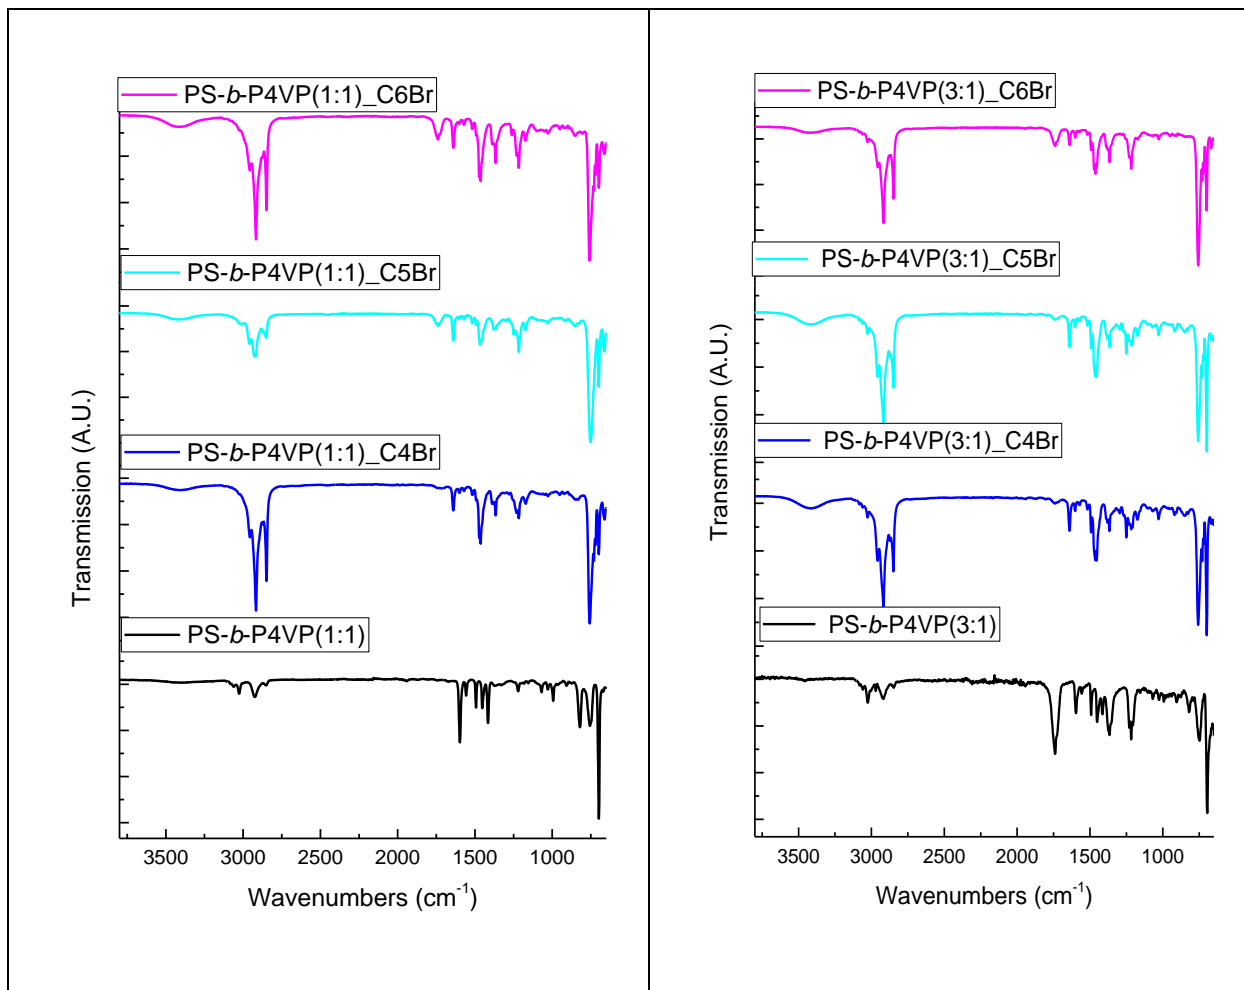 PS-b-P4VP(1:1)_C6Br
PS-b-P4VP(1:1)_C5Br
PS-b-P4VP(1:1)_C4Br
PS-b-P4VP(1:1)
Transmission (A.U.)
3500 3000 2500 2000 1500 1000
Wavenumbers (cm⁻¹)
PS-b-P4VP(3:1)_C6Br
PS-b-P4VP(3:1)_C5Br
PS-b-P4VP(3:1)_C4Br
PS-b-P4VP(3:1)
Transmission (A.U.)
3500 3000 2500 2000 1500 1000
Wavenumbers (cm⁻¹)